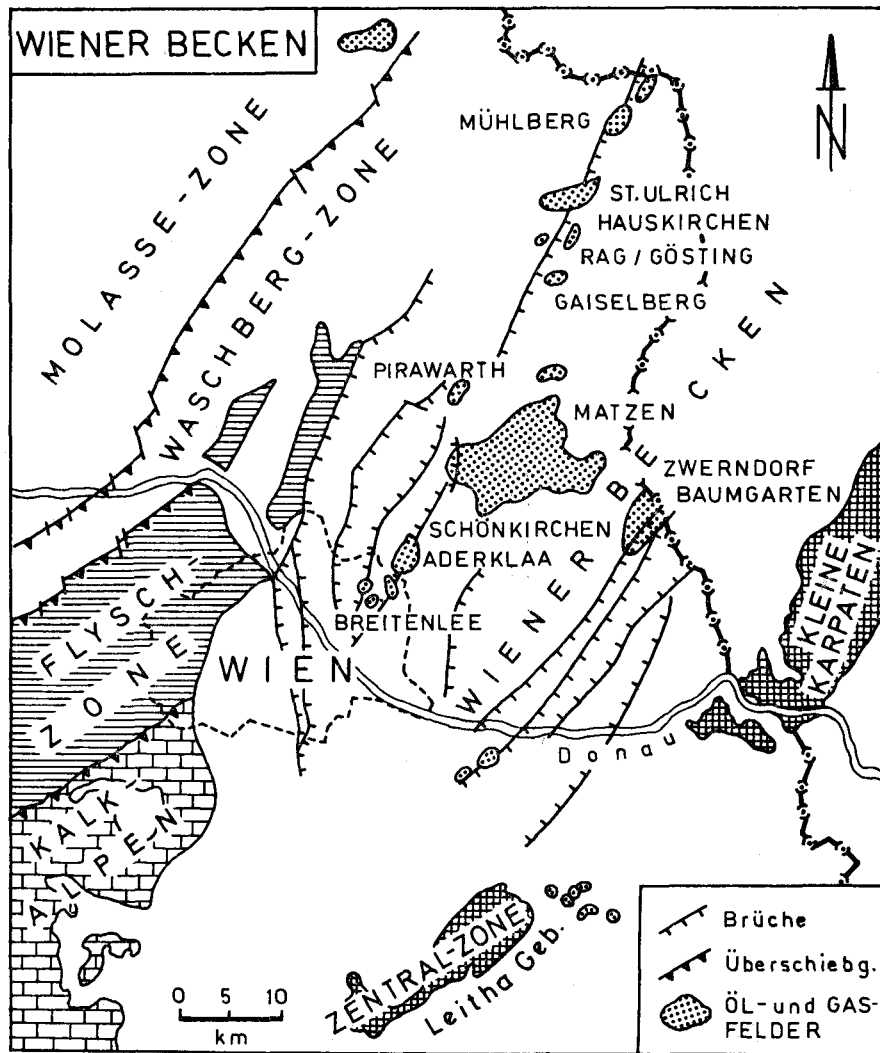 WIENER BECKEN
N
MÜHLBERG
MOLASSE-ZONE
WASCHBERG-ZONE
ST. ULRICH
HAUSKIRCHEN
RAG / GÖSTING
GAISELBERG
PIRAWARTH
MATZEN
WIENER BECKEN
ZWERNDORF
BAUMGARTEN
SCHÖNKIRCHEN
ADERKLAA
BREITENLEE
KLEINE
KARPATEN
FLYSCH-
ZONE
WIEN
Donau
KALK-
ALPEN
ZENTRAL-ZONE
Leitha Geb.
0 5 10
km
Brüche
Überschiebg.
ÖL- und GAS-
FELDER